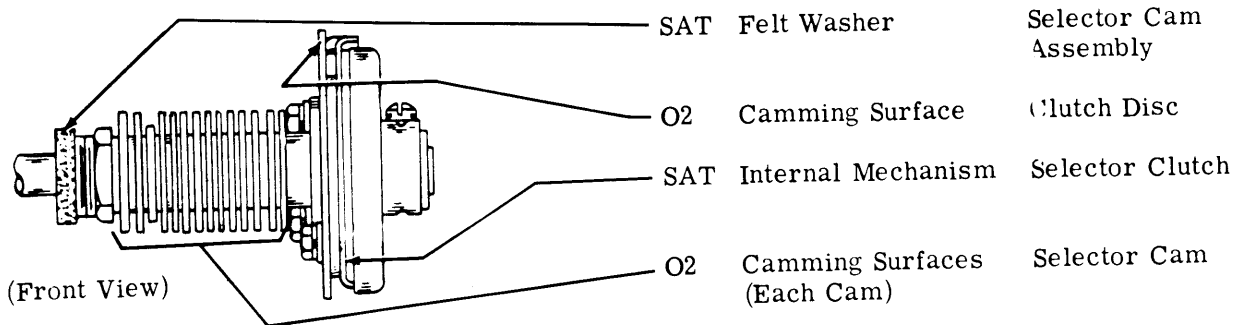 SAT Felt Washer Selector Cam
Assembly
O2 Camming Surface Clutch Disc
SAT Internal Mechanism Selector Clutch
O2 Camming Surfaces Selector Cam
(Each Cam)
(Front View)